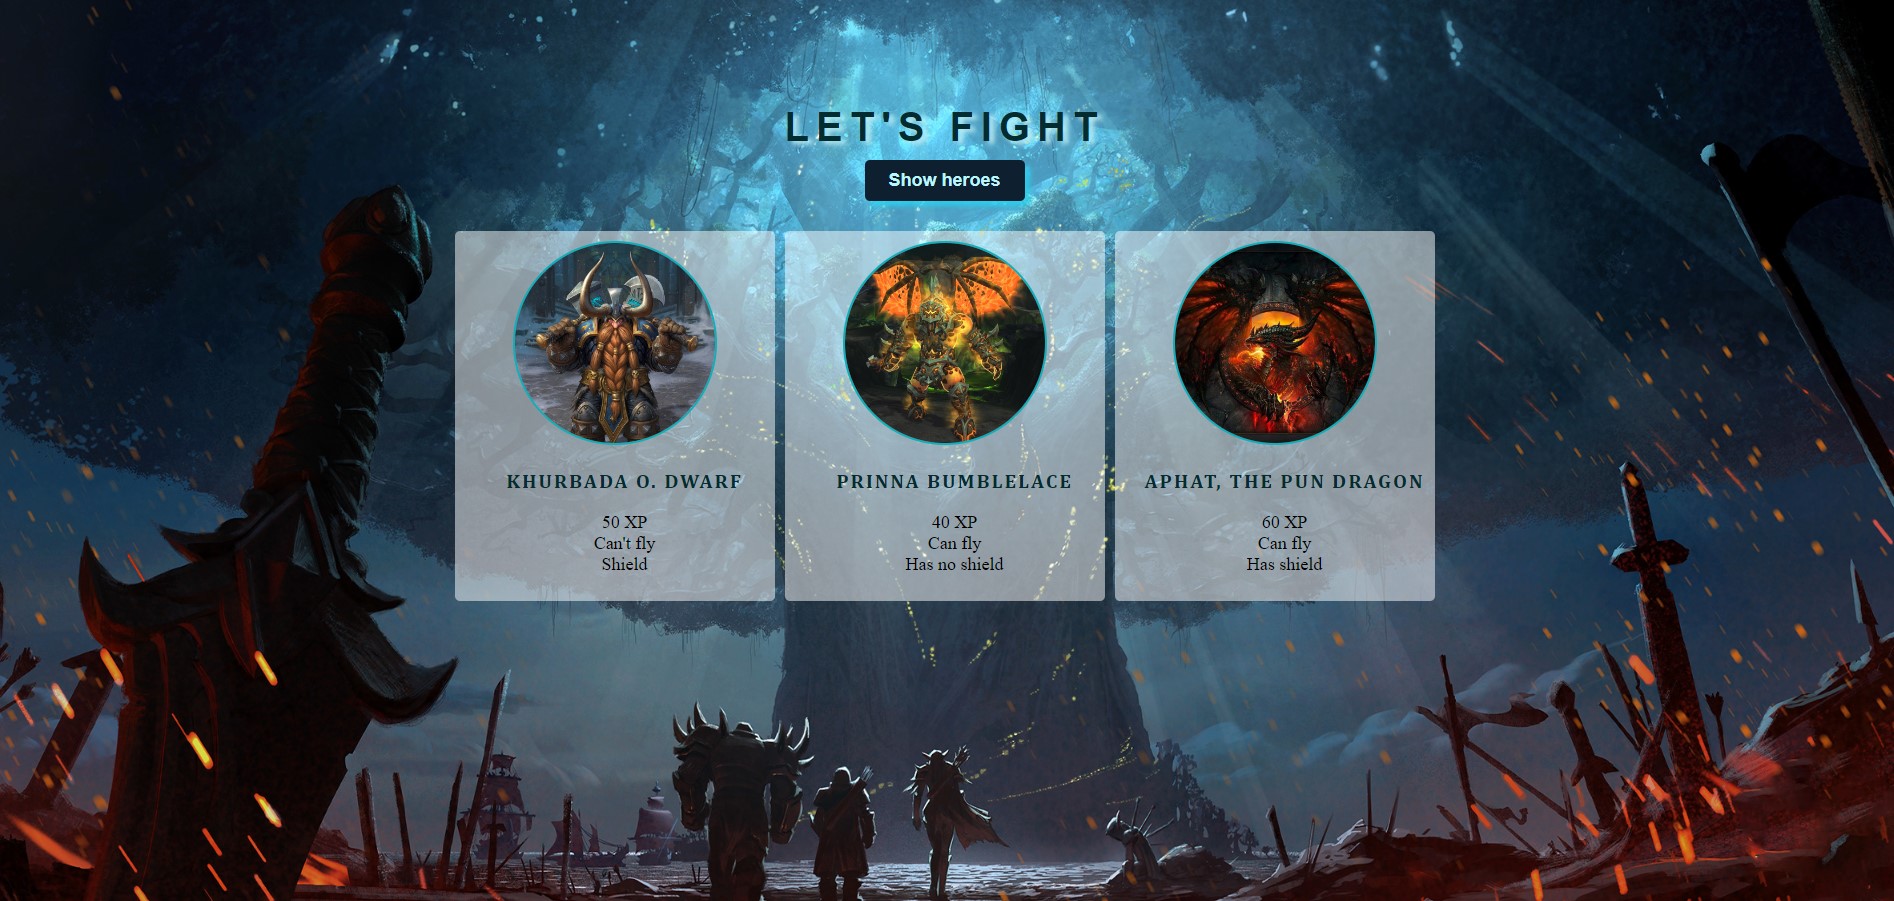 LET'S FIGHT
Show heroes
KHURBADA O. DWARF
50 XP
Can't fly
Shield
PRINNA BUMBLELACE
40 XP
Can fly
Has no shield
APHAT, THE PUN DRAGON
60 XP
Can fly
Has shield